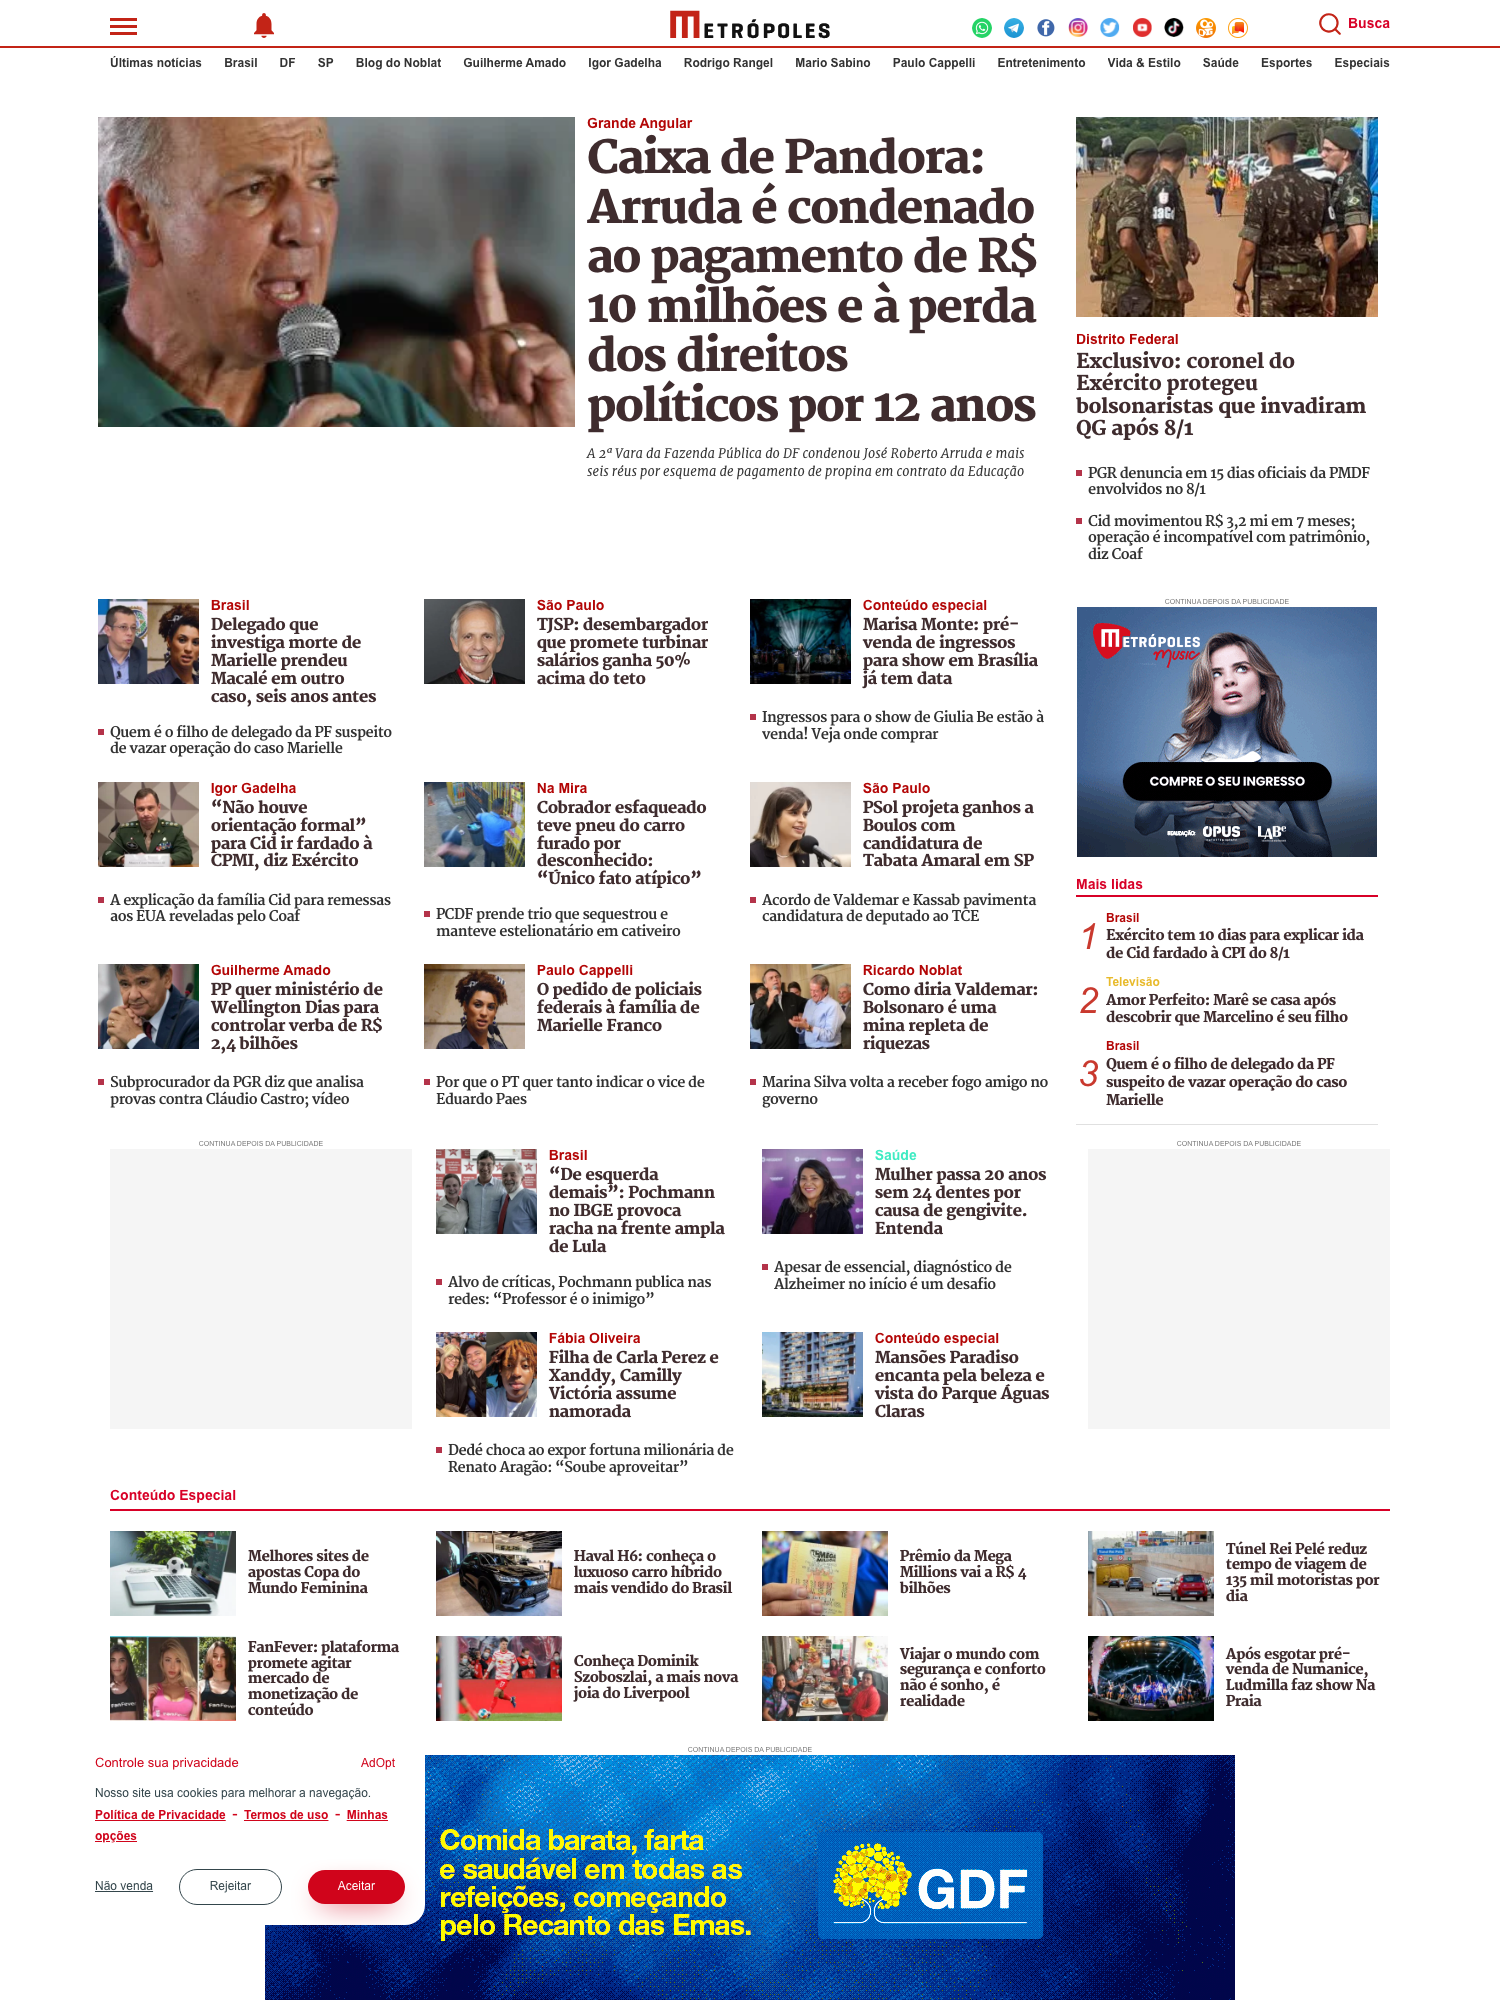 METRÓPOLES
Busca
Últimas notícias Brasil DF SP Blog do Noblat Guilherme Amado Igor Gadelha Rodrigo Rangel Mario Sabino Paulo Cappelli Entretenimento Vida & Estilo Saúde Esportes Especiais
Grande Angular
Caixa de Pandora:
Arruda é condenado
ao pagamento de R$
10 milhões e à perda
dos direitos
políticos por 12 anos
A 2ª Vara da Fazenda Pública do DF condenou José Roberto Arruda e mais
seis réus por esquema de pagamento de propina em contrato da Educação
Distrito Federal
Exclusivo: coronel do
Exército protegeu
bolsonaristas que invadiram
QG após 8/1
PGR denuncia em 15 dias oficiais da PMDF
envolvidos no 8/1
Cid movimentou R$ 3,2 mi em 7 meses;
operação é incompatível com patrimônio,
diz Coaf
Brasil
Delegado que
investiga morte de
Marielle prendeu
Macalé em outro
caso, seis anos antes
Quem é o filho de delegado da PF suspeito
de vazar operação do caso Marielle
São Paulo
TJSP: desembargador
que promete turbinar
salários ganha 50%
acima do teto
Conteúdo especial
Marisa Monte: pré-
venda de ingressos
para show em Brasília
já tem data
Ingressos para o show de Giulia Be estão à
venda! Veja onde comprar
CONTINUA DEPOIS DA PUBLICIDADE
METRÓPOLES
Music
COMPRE O SEU INGRESSO
REALIZAÇÃO:
OPUS
LABe
Igor Gadelha
“Não houve
orientação formal”
para Cid ir fardado à
CPMI, diz Exército
A explicação da família Cid para remessas
aos EUA reveladas pelo Coaf
Na Mira
Cobrador esfaqueado
teve pneu do carro
furado por
desconhecido:
“Único fato atípico”
PCDF prende trio que sequestrou e
manteve estelionatário em cativeiro
São Paulo
PSol projeta ganhos a
Boulos com
candidatura de
Tabata Amaral em SP
Acordo de Valdemar e Kassab pavimenta
candidatura de deputado ao TCE
Mais lidas
1
Brasil
Exército tem 10 dias para explicar ida
de Cid fardado à CPI do 8/1
2
Televisão
Amor Perfeito: Marê se casa após
descobrir que Marcelino é seu filho
3
Brasil
Quem é o filho de delegado da PF
suspeito de vazar operação do caso
Marielle
Guilherme Amado
PP quer ministério de
Wellington Dias para
controlar verba de R$
2,4 bilhões
Subprocurador da PGR diz que analisa
provas contra Cláudio Castro; vídeo
Paulo Cappelli
O pedido de policiais
federais à família de
Marielle Franco
Por que o PT quer tanto indicar o vice de
Eduardo Paes
Ricardo Noblat
Como diria Valdemar:
Bolsonaro é uma
mina repleta de
riquezas
Marina Silva volta a receber fogo amigo no
governo
CONTINUA DEPOIS DA PUBLICIDADE
Brasil
“De esquerda
demais”: Pochmann
no IBGE provoca
racha na frente ampla
de Lula
Alvo de críticas, Pochmann publica nas
redes: “Professor é o inimigo”
Saúde
Mulher passa 20 anos
sem 24 dentes por
causa de gengivite.
Entenda
Apesar de essencial, diagnóstico de
Alzheimer no início é um desafio
CONTINUA DEPOIS DA PUBLICIDADE
Fábia Oliveira
Filha de Carla Perez e
Xanddy, Camilly
Victória assume
namorada
Dedé choca ao expor fortuna milionária de
Renato Aragão: “Soube aproveitar”
Conteúdo especial
Mansões Paradiso
encanta pela beleza e
vista do Parque Águas
Claras
Conteúdo Especial
Melhores sites de
apostas Copa do
Mundo Feminina
Haval H6: conheça o
luxuoso carro híbrido
mais vendido do Brasil
Prêmio da Mega
Millions vai a R$ 4
bilhões
Túnel Rei Pelé reduz
tempo de viagem de
135 mil motoristas por
dia
FanFever: plataforma
promete agitar
mercado de
monetização de
conteúdo
Conheça Dominik
Szoboszlai, a mais nova
joia do Liverpool
Viajar o mundo com
segurança e conforto
não é sonho, é
realidade
Após esgotar pré-
venda de Numanice,
Ludmilla faz show Na
Praia
CONTINUA DEPOIS DA PUBLICIDADE
Controle sua privacidade AdOpt
Nosso site usa cookies para melhorar a navegação.
Política de Privacidade - Termos de uso - Minhas
opções
Não venda Rejeitar Aceitar
Comida barata, farta
e saudável em todas as
refeições, começando
pelo Recanto das Emas.
GDF